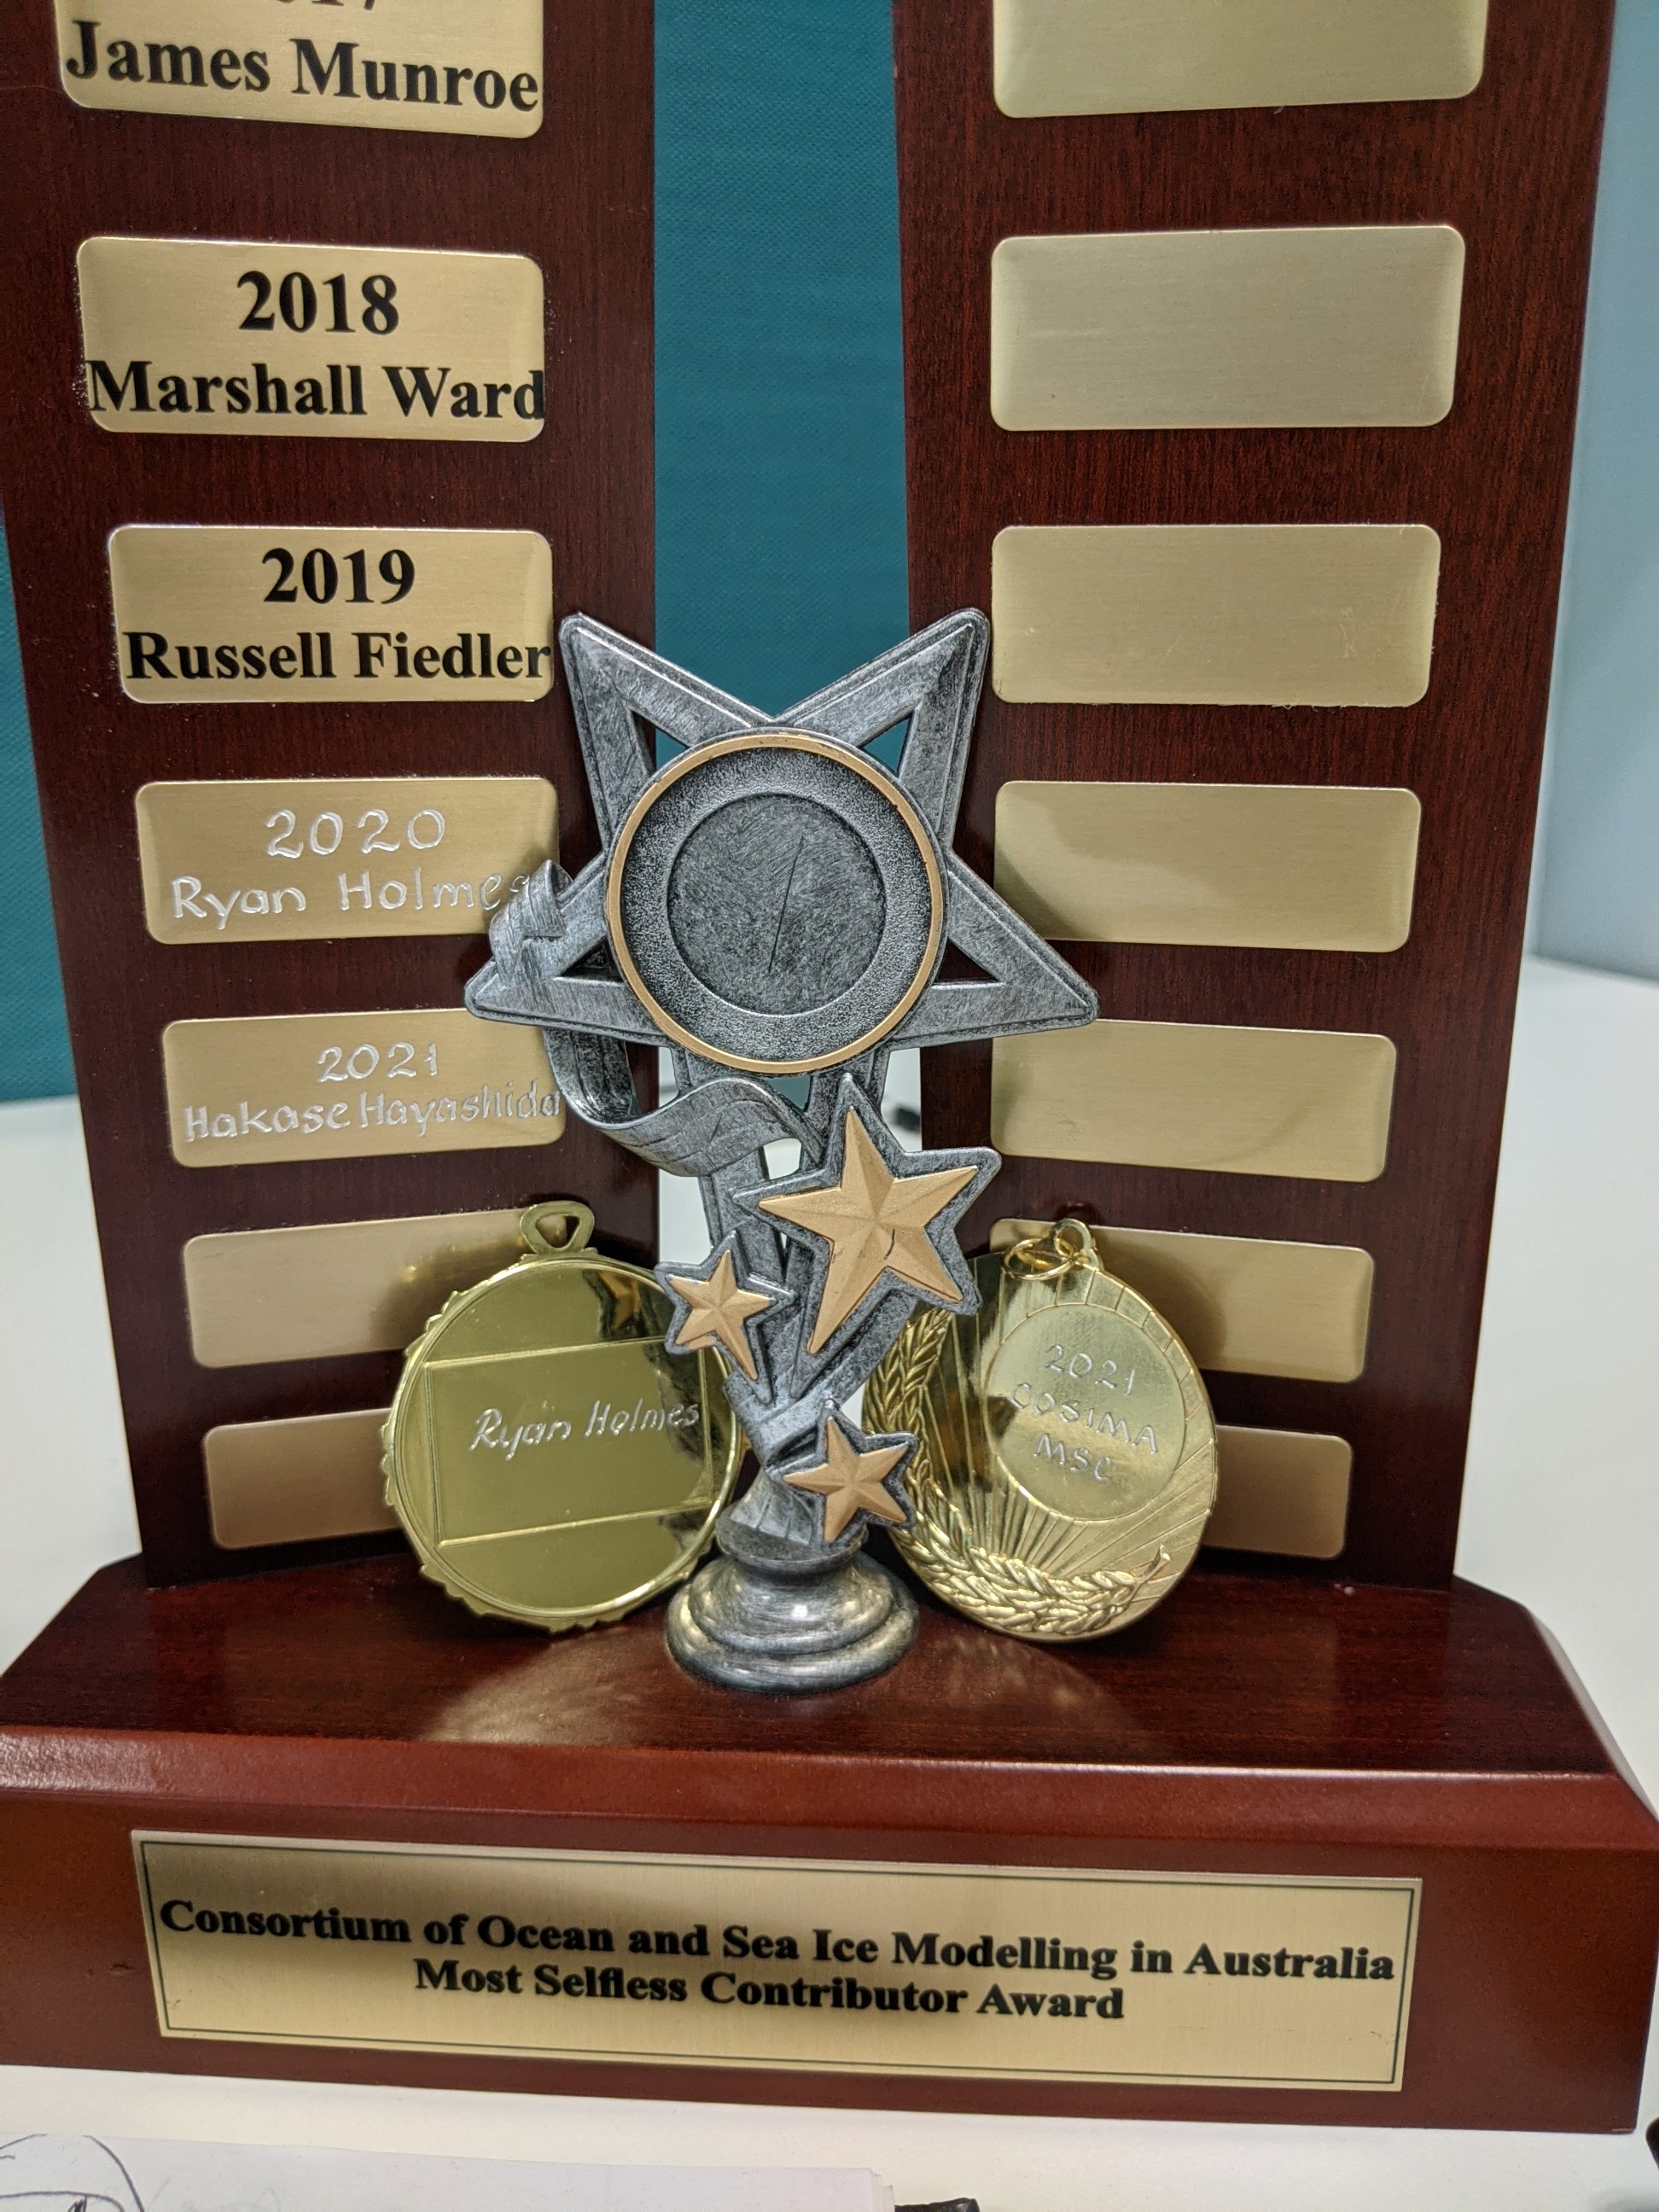 James Munroe
2018
Marshall Ward
2019
Russell Fiedler
2020
Ryan Holmes
2021
Hakase Hayashida
Ryan Holmes
2021
COSIMA
MSC
Consortium of Ocean and Sea Ice Modelling in Australia
Most Selfless Contributor Award